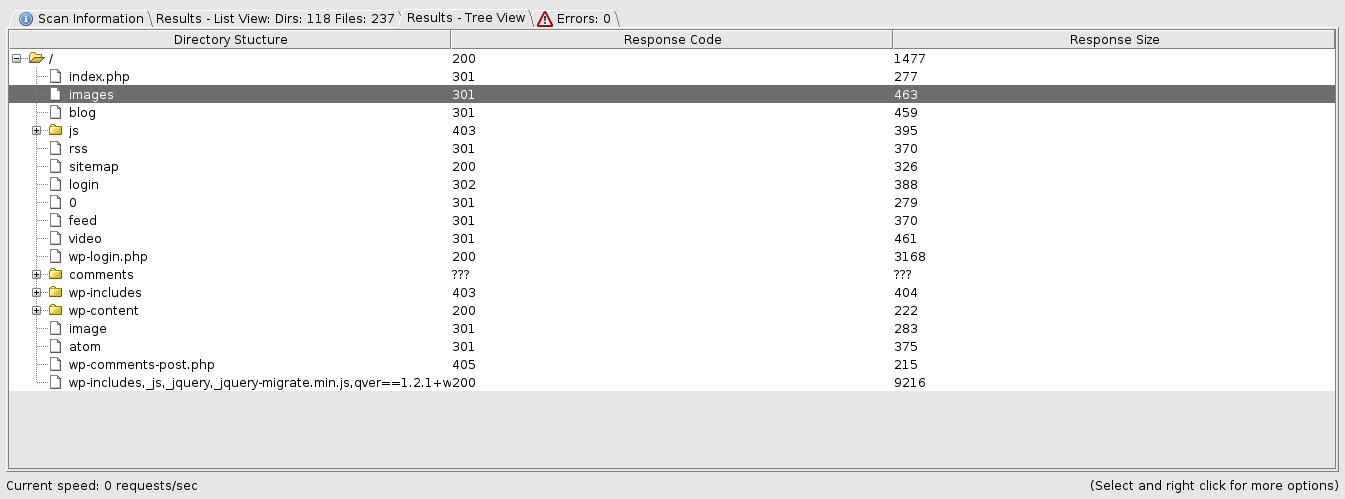 Scan Information Results - List View: Dirs: 118 Files: 237 Results - Tree View Errors: 0
Directory Stucture Response Code Response Size
/ 200 1477
index.php 301 277
images 301 463
blog 301 459
js 403 395
rss 301 370
sitemap 200 326
login 302 388
0 301 279
feed 301 370
video 301 461
wp-login.php 200 3168
comments ??? ???
wp-includes 403 404
wp-content 200 222
image 301 283
atom 301 375
wp-comments-post.php 405 215
wp-includes,_js,_jquery,_jquery-migrate.min.js,qver==1.2.1+w 200 9216
Current speed: 0 requests/sec (Select and right click for more options)